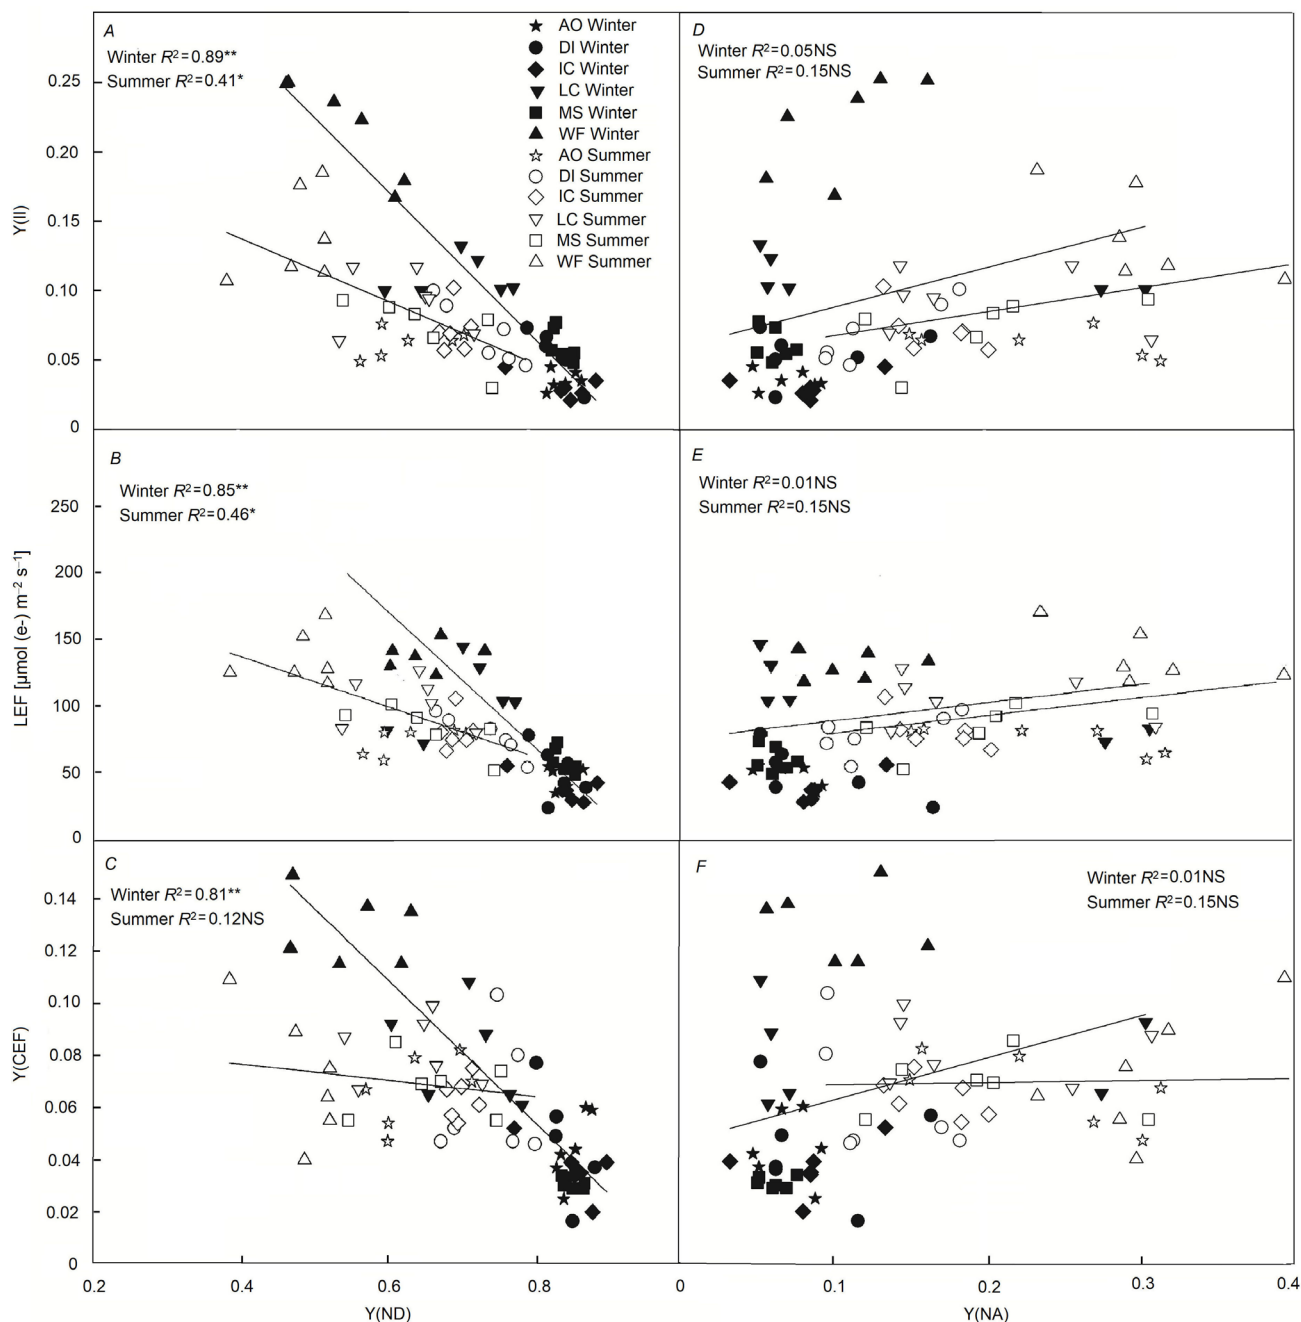 A
Winter R²=0.89**
Summer R²=0.41*
AO Winter
DI Winter
IC Winter
LC Winter
MS Winter
WF Winter
AO Summer
DI Summer
IC Summer
LC Summer
MS Summer
WF Summer
D
Winter R²=0.05NS
Summer R²=0.15NS
Y(II)
0.25
0.20
0.15
0.10
0.05
0
B
Winter R²=0.85**
Summer R²=0.46*
E
Winter R²=0.01NS
Summer R²=0.15NS
LEF [µmol (e-) m⁻² s⁻¹)
250
200
150
100
50
0
C
Winter R²=0.81**
Summer R²=0.12NS
F
Winter R²=0.01NS
Summer R²=0.15NS
Y(CEF)
0.14
0.12
0.10
0.08
0.06
0.04
0.02
0
0.2 0.4 0.6 0.8
0 0.1 0.2 0.3 0.4
Y(ND)
Y(NA)